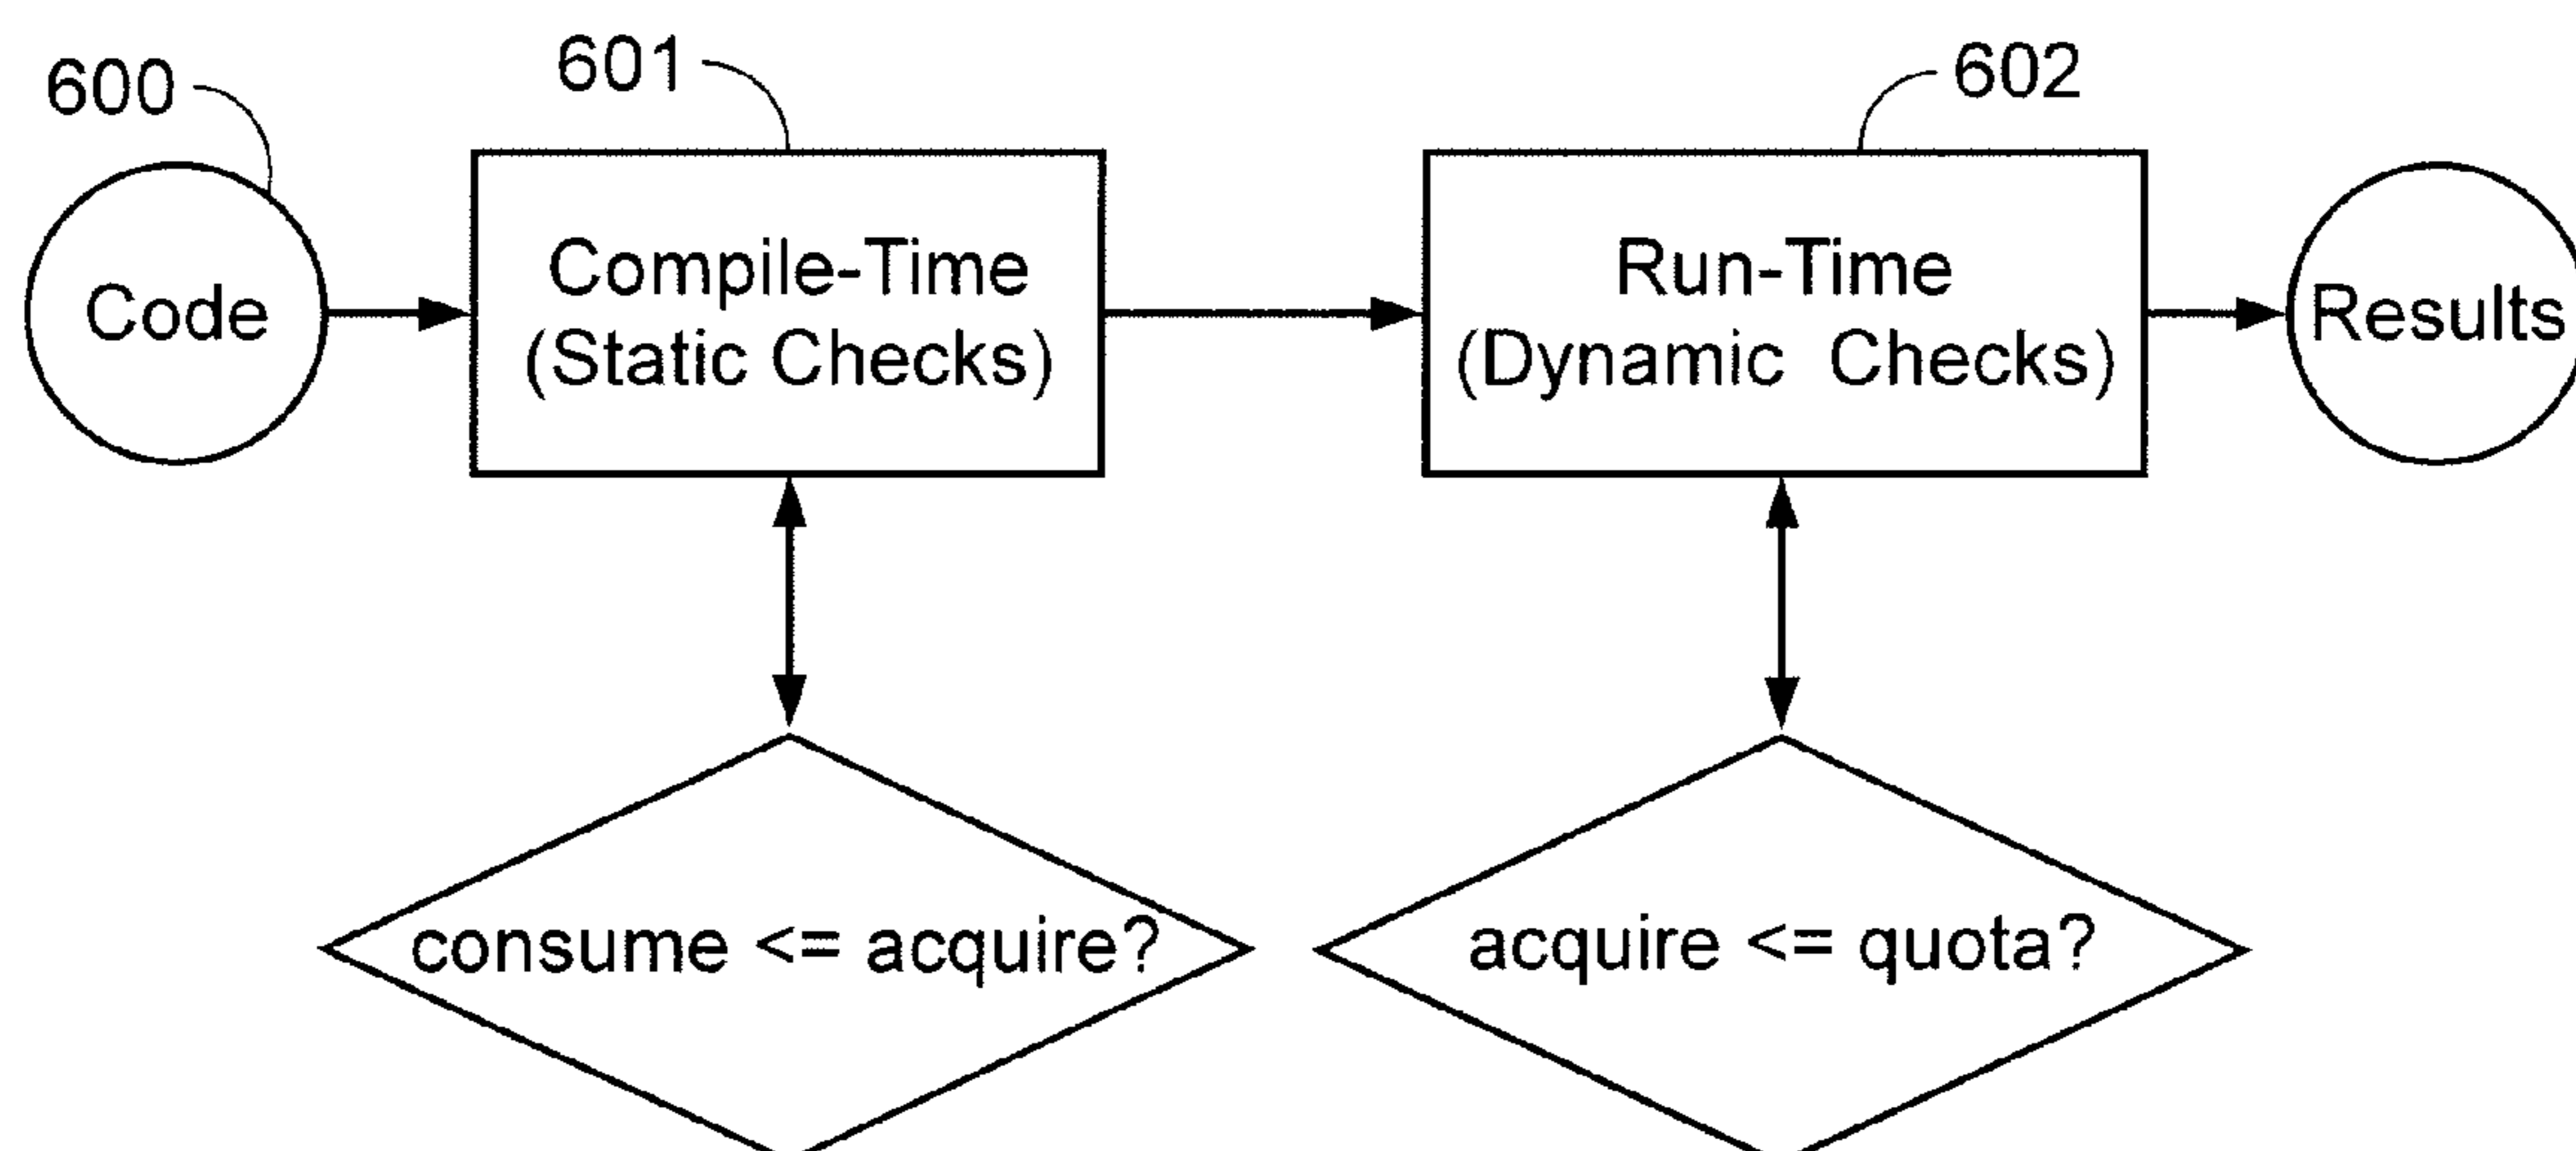 600
601
602
Code
Compile-Time
(Static Checks)
Run-Time
(Dynamic Checks)
Results
consume <= acquire?
acquire <= quota?